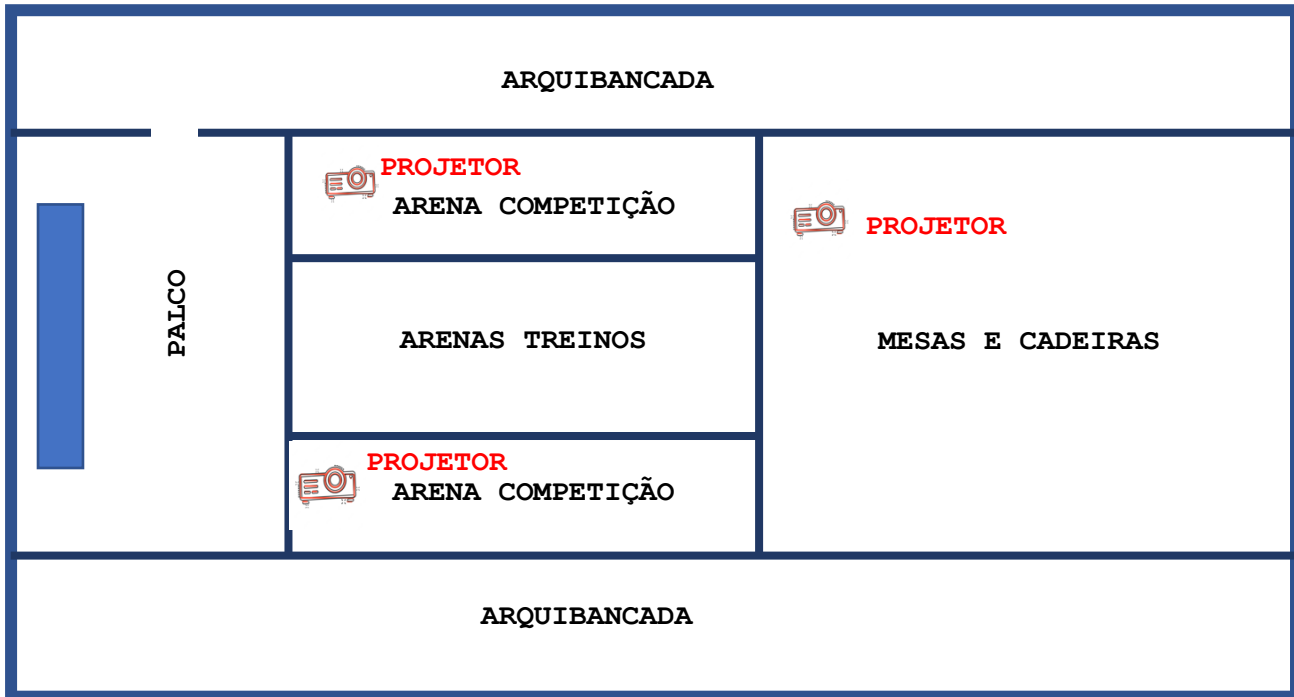 ARQUIBANCADA
PROJETOR
ARENA COMPETIÇÃO
PROJETOR
PALCO
ARENAS TREINOS
MESAS E CADEIRAS
PROJETOR
ARENA COMPETIÇÃO
ARQUIBANCADA